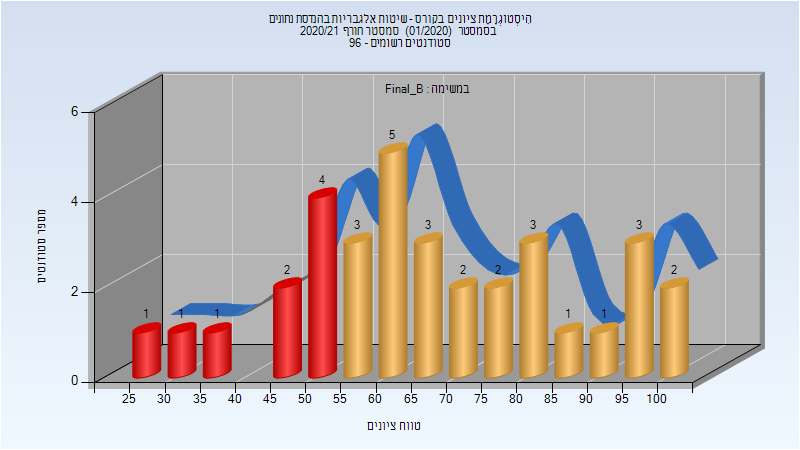 היסטוגרמת ציונים בקורס - שיטות אלגבריות בהנדסת נתונים
בסמסטר (01/2020) סמסטר חורף 2020/21
סטודנטים רשומים - 96
במשימה : Final_B
מספר סטודנטים
6
4
2
0
1 1 1 2 4 3 5 3 2 2 3 1 1 3 2
25 30 35 40 45 50 55 60 65 70 75 80 85 90 95 100
טווח ציונים